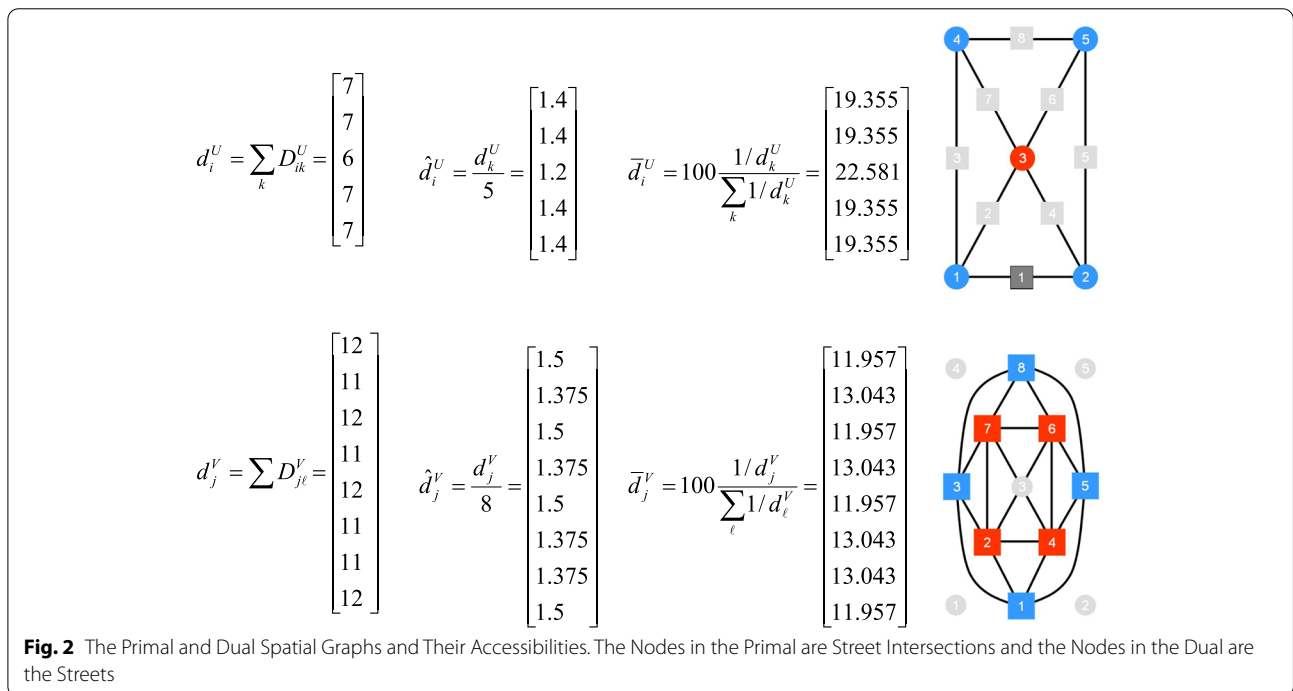 d_i^U = ∑_k D_{ik}^U = [7 7 6 7 7]
d̂_i^U = d_k^U / 5 = [1.4 1.4 1.2 1.4 1.4]
d̄_i^U = 100 (1/d_k^U) / (∑_k 1/d_k^U) = [19.355 19.355 22.581 19.355 19.355]
4 8 5
7 6
3 3 5
2 4
1 1 2
d_j^V = ∑ D_{jℓ}^V = [12 11 12 11 12 11 11 12]
d̂_j^V = d_j^V / 8 = [1.5 1.375 1.5 1.375 1.5 1.375 1.375 1.5]
d̄_j^V = 100 (1/d_j^V) / (∑_ℓ 1/d_ℓ^V) = [11.957 13.043 11.957 13.043 11.957 13.043 13.043 11.957]
4 8 5
7 6
3 3 5
2 4
1 1 2
Fig. 2 The Primal and Dual Spatial Graphs and Their Accessibilities. The Nodes in the Primal are Street Intersections and the Nodes in the Dual are
the Streets